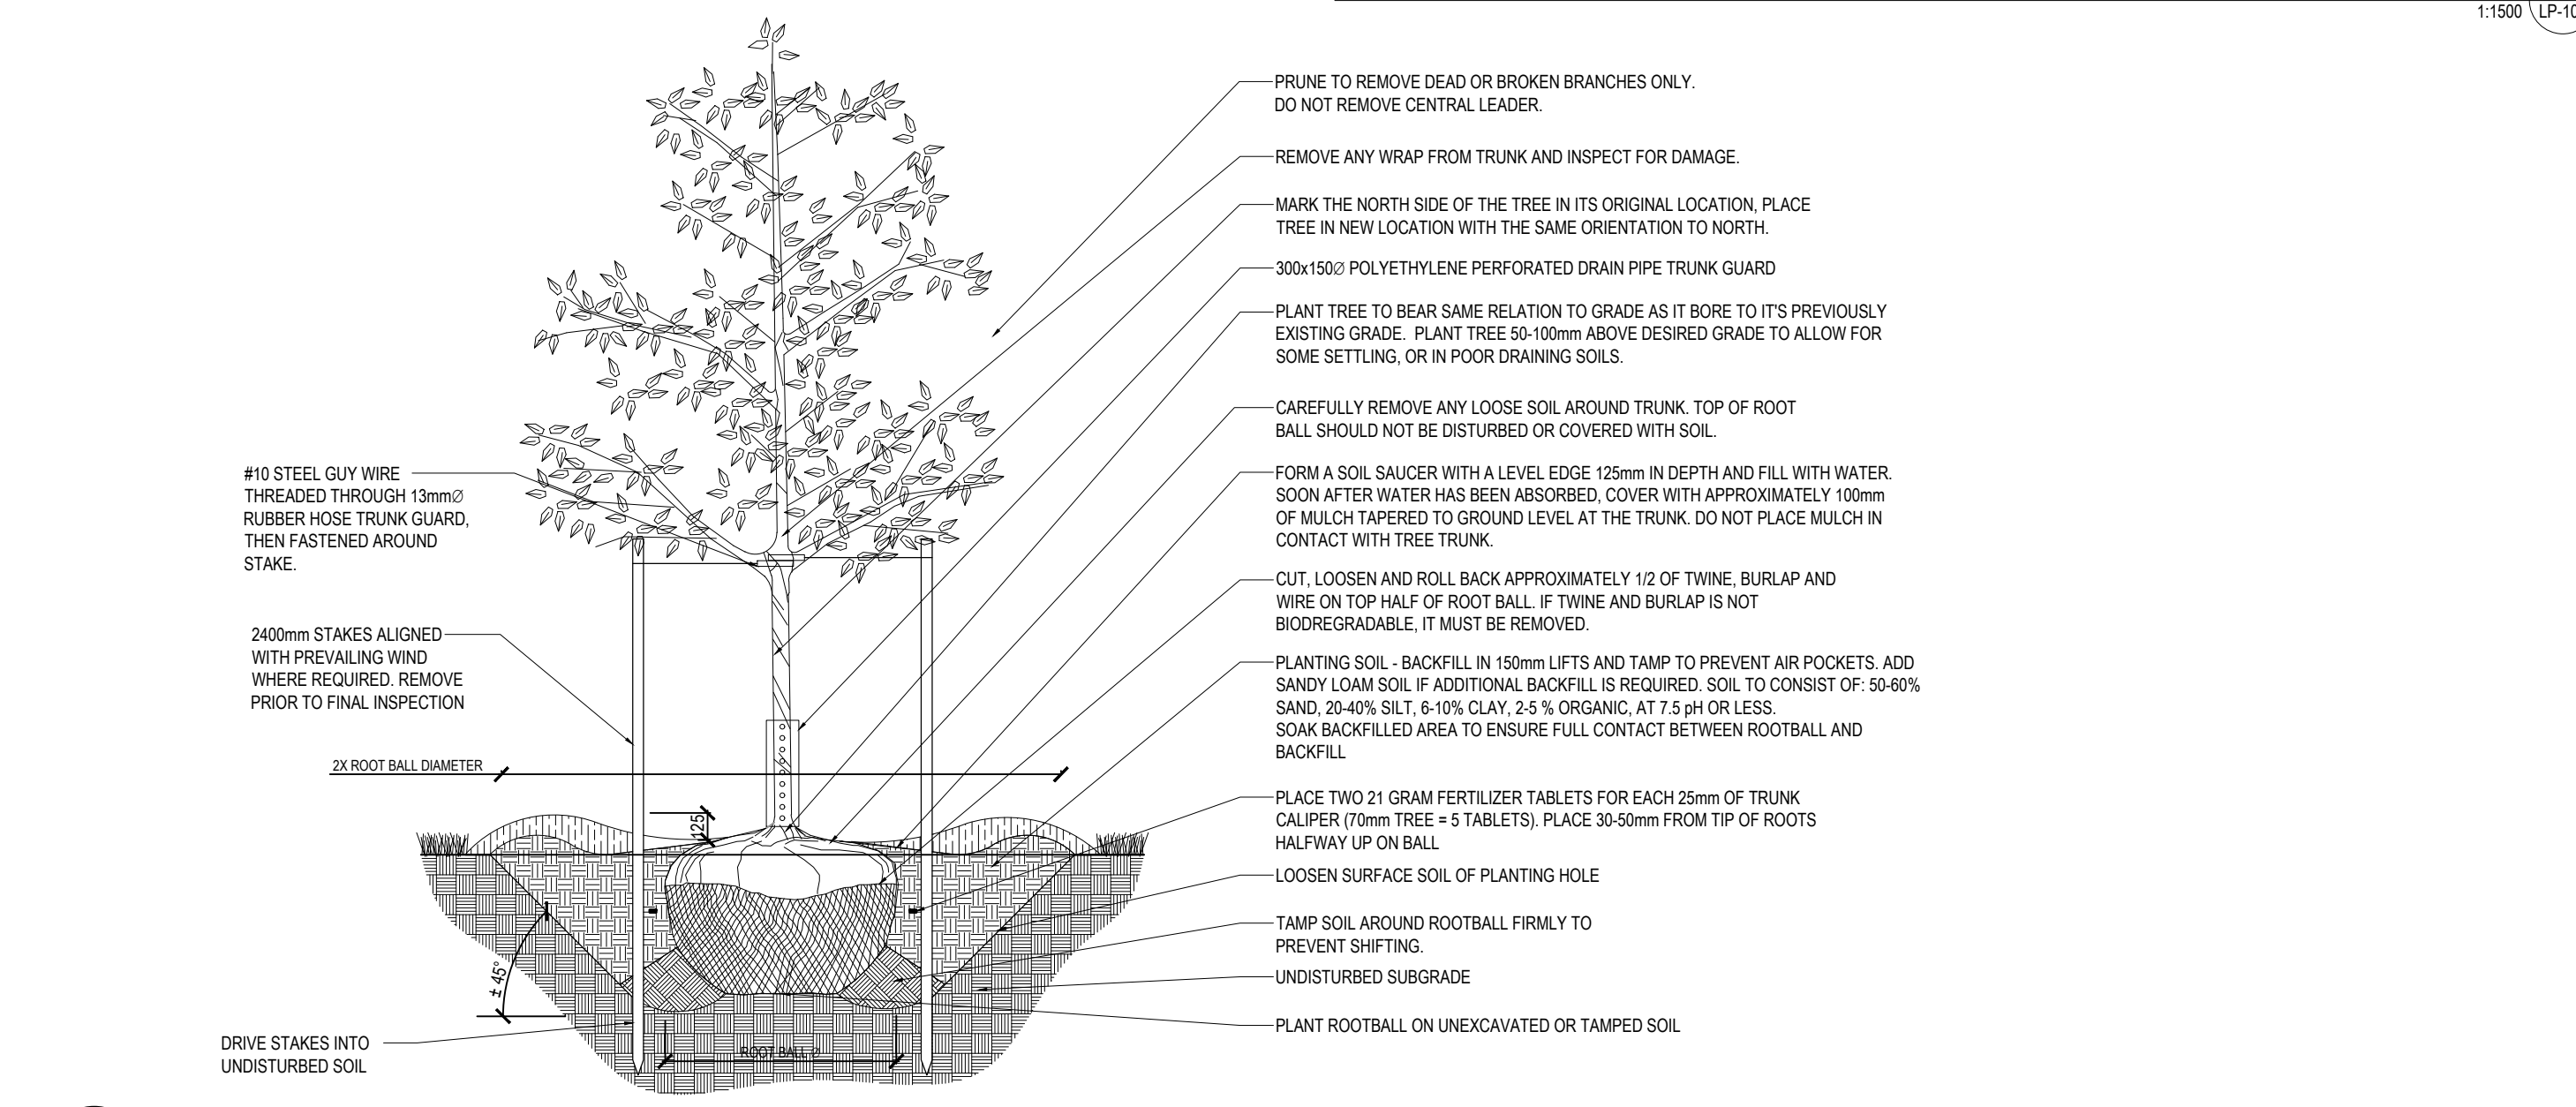 1:1500
PRUNE TO REMOVE DEAD OR BROKEN BRANCHES ONLY.
DO NOT REMOVE CENTRAL LEADER.
REMOVE ANY WRAP FROM TRUNK AND INSPECT FOR DAMAGE.
MARK THE NORTH SIDE OF THE TREE IN ITS ORIGINAL LOCATION, PLACE
TREE IN NEW LOCATION WITH THE SAME ORIENTATION TO NORTH.
300x150∅ POLYETHYLENE PERFORATED DRAIN PIPE TRUNK GUARD
PLANT TREE TO BEAR SAME RELATION TO GRADE AS IT BORE TO IT'S PREVIOUSLY
EXISTING GRADE. PLANT TREE 50-100mm ABOVE DESIRED GRADE TO ALLOW FOR
SOME SETTLING, OR IN POOR DRAINING SOILS.
CAREFULLY REMOVE ANY LOOSE SOIL AROUND TRUNK. TOP OF ROOT
BALL SHOULD NOT BE DISTURBED OR COVERED WITH SOIL.
FORM A SOIL SAUCER WITH A LEVEL EDGE 125mm IN DEPTH AND FILL WITH WATER.
SOON AFTER WATER HAS BEEN ABSORBED, COVER WITH APPROXIMATELY 100mm
OF MULCH TAPERED TO GROUND LEVEL AT THE TRUNK. DO NOT PLACE MULCH IN
CONTACT WITH TREE TRUNK.
CUT, LOOSEN AND ROLL BACK APPROXIMATELY 1/2 OF TWINE, BURLAP AND
WIRE ON TOP HALF OF ROOT BALL. IF TWINE AND BURLAP IS NOT
BIODREGRADABLE, IT MUST BE REMOVED.
PLANTING SOIL - BACKFILL IN 150mm LIFTS AND TAMP TO PREVENT AIR POCKETS. ADD
SANDY LOAM SOIL IF ADDITIONAL BACKFILL IS REQUIRED. SOIL TO CONSIST OF: 50-60%
SAND, 20-40% SILT, 6-10% CLAY, 2-5 % ORGANIC, AT 7.5 pH OR LESS.
SOAK BACKFILLED AREA TO ENSURE FULL CONTACT BETWEEN ROOTBALL AND
BACKFILL
PLACE TWO 21 GRAM FERTILIZER TABLETS FOR EACH 25mm OF TRUNK
CALIPER (70mm TREE = 5 TABLETS). PLACE 30-50mm FROM TIP OF ROOTS
HALFWAY UP ON BALL
LOOSEN SURFACE SOIL OF PLANTING HOLE
TAMP SOIL AROUND ROOTBALL FIRMLY TO
PREVENT SHIFTING.
UNDISTURBED SUBGRADE
PLANT ROOTBALL ON UNEXCAVATED OR TAMPED SOIL
#10 STEEL GUY WIRE
THREADED THROUGH 13mm∅
RUBBER HOSE TRUNK GUARD,
THEN FASTENED AROUND
STAKE.
2400mm STAKES ALIGNED
WITH PREVAILING WIND
WHERE REQUIRED. REMOVE
PRIOR TO FINAL INSPECTION
2X ROOT BALL DIAMETER
125
± 45°
DRIVE STAKES INTO
UNDISTURBED SOIL
ROOT BALL ∅